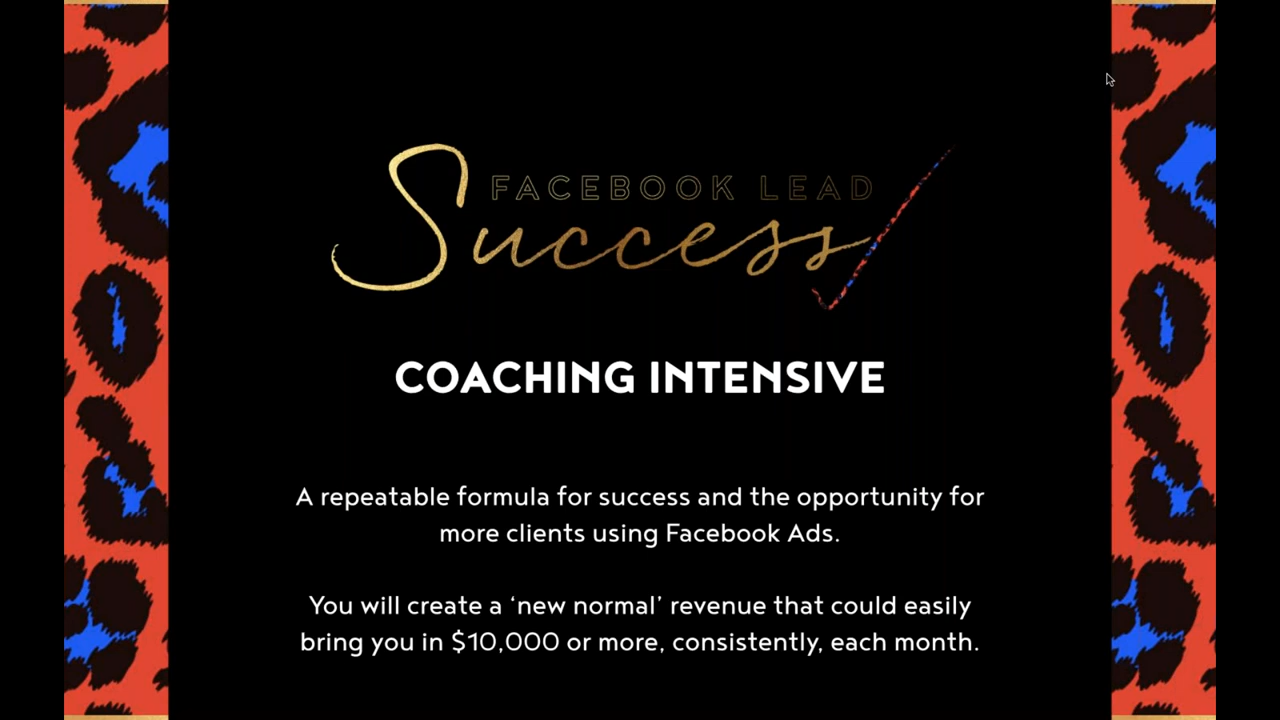 FACEBOOK LEAD
Success
COACHING INTENSIVE
A repeatable formula for success and the opportunity for
more clients using Facebook Ads.
You will create a ‘new normal’ revenue that could easily
bring you in $10,000 or more, consistently, each month.